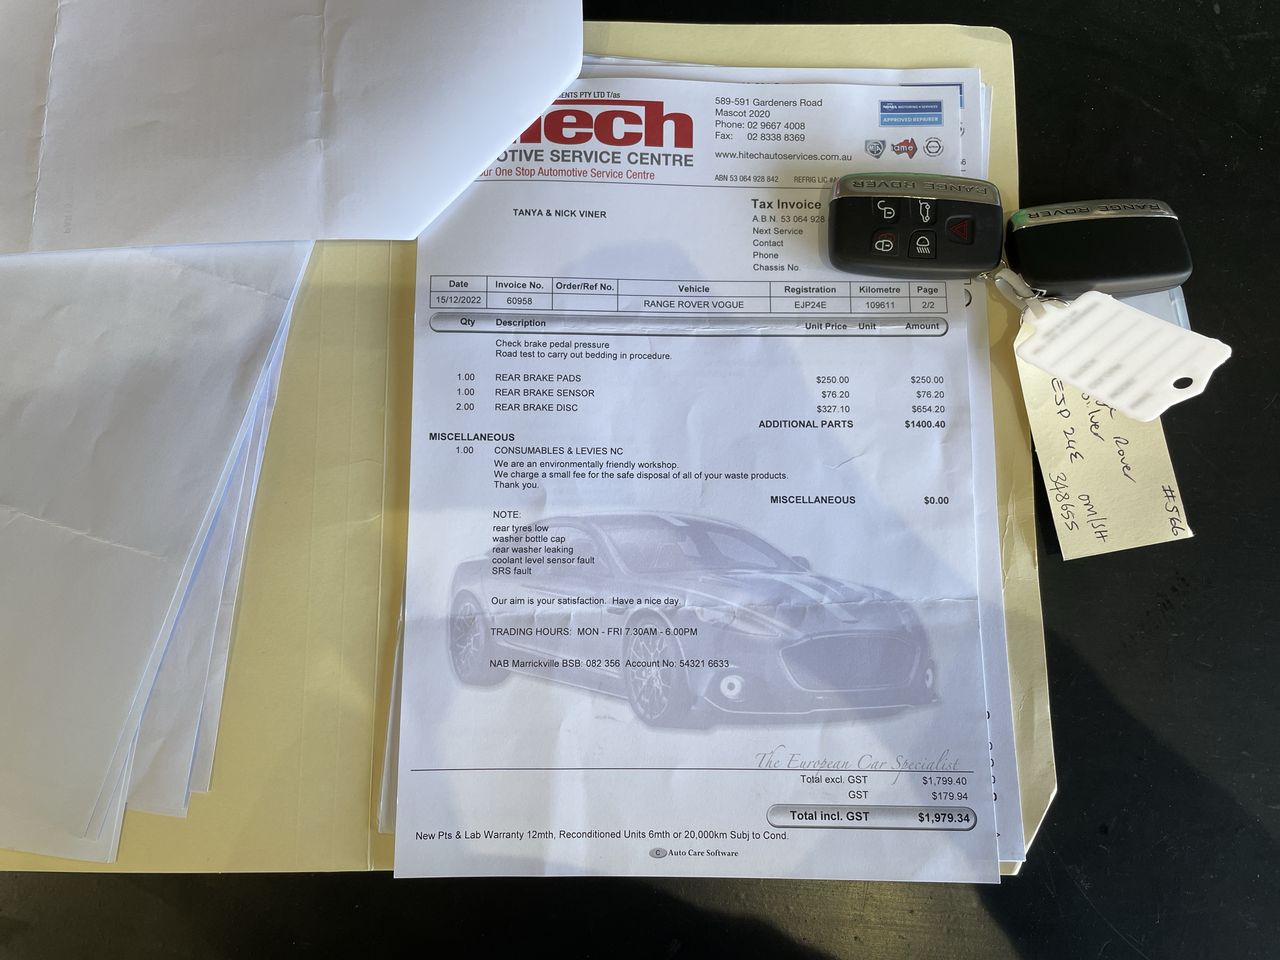 ENTS PTY LTD T/as
tech
OTIVE SERVICE CENTRE
our One Stop Automotive Service Centre
589-591 Gardeners Road
Mascot 2020
Phone: 02 9667 4008
Fax: 02 8338 8369
www.hitechautoservices.com.au
ABN 53 064 928 842 REFRIG LIC
APPROVED REPAIRER
MTA
tame
TANYA & NICK VINER
Tax Invoice
A.B.N. 53 064 928
Next Service
Contact
Phone
Chassis No.
Date Invoice No. Order/Ref No. Vehicle Registration Kilometre Page
15/12/2022 60958 RANGE ROVER VOGUE EJP24E 109611 2/2
Qty Description Unit Price Unit Amount
Check brake pedal pressure
Road test to carry out bedding in procedure.
1.00 REAR BRAKE PADS $250.00 $250.00
1.00 REAR BRAKE SENSOR $76.20 $76.20
2.00 REAR BRAKE DISC $327.10 $654.20
ADDITIONAL PARTS $1400.40
MISCELLANEOUS
1.00 CONSUMABLES & LEVIES NC
We are an environmentally friendly workshop.
We charge a small fee for the safe disposal of all of your waste products.
Thank you.
MISCELLANEOUS $0.00
NOTE:
rear tyres low
washer bottle cap
rear washer leaking
coolant level sensor fault
SRS fault
Our aim is your satisfaction. Have a nice day.
TRADING HOURS: MON - FRI 7.30AM - 6.00PM
NAB Marrickville BSB: 082 356 Account No: 54321 6633
The European Car Specialist
Total excl. GST $1,799.40
GST $179.94
Total incl. GST $1,979.34
New Pts & Lab Warranty 12mth, Reconditioned Units 6mth or 20,000km Subj to Cond.
C Auto Care Software
RANGE ROVER
RANGE ROVER
#566
Rover
Silver
EJP 24E
om/SH
348655